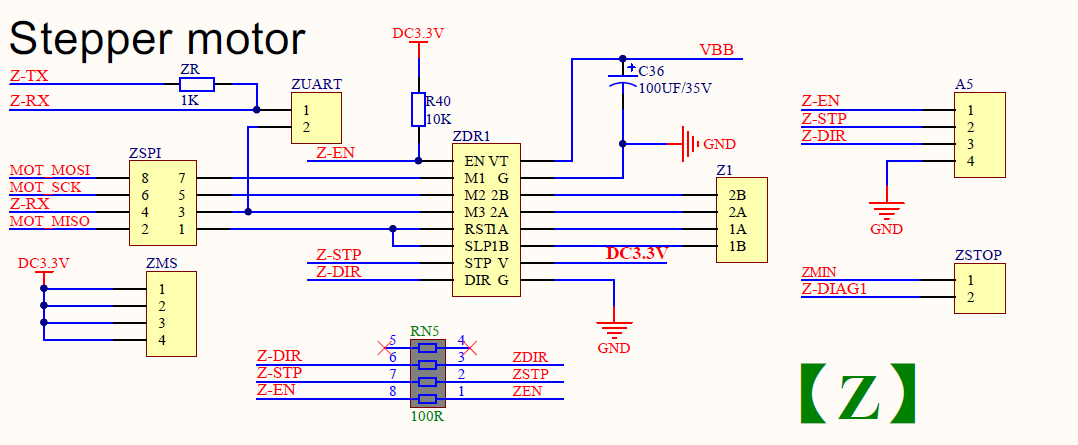 Stepper motor
DC3.3V
VBB
Z-TX
ZR
1K
Z-RX
ZUART
1
2
R40
10K
C36
100UF/35V
A5
Z-EN 1
Z-STP 2
Z-DIR 3
4
GND
Z-EN
ZDR1
EN VT
M1 G
M2 2B
M3 2A
RST1A
SLP1B
STP V
DIR G
GND
ZSPI
MOT_MOSI 8 7
MOT_SCK 6 5
Z-RX 4 3
MOT_MISO 2 1
Z1
2B
2A
1A
1B
DC3.3V
Z-STP
Z-DIR
GND
DC3.3V
ZMS
1
2
3
4
ZSTOP
ZMIN 1
Z-DIAG1 2
RN5
5 4
Z-DIR 6 3 ZDIR
Z-STP 7 2 ZSTP
Z-EN 8 1 ZEN
100R
【Z】